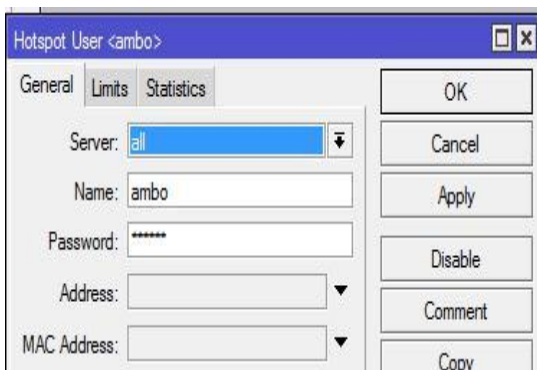 Hotspot User <ambo>
General Limits Statistics
Server: all
Name: ambo
Password: ******
Address:
MAC Address:
OK
Cancel
Apply
Disable
Comment
Copy